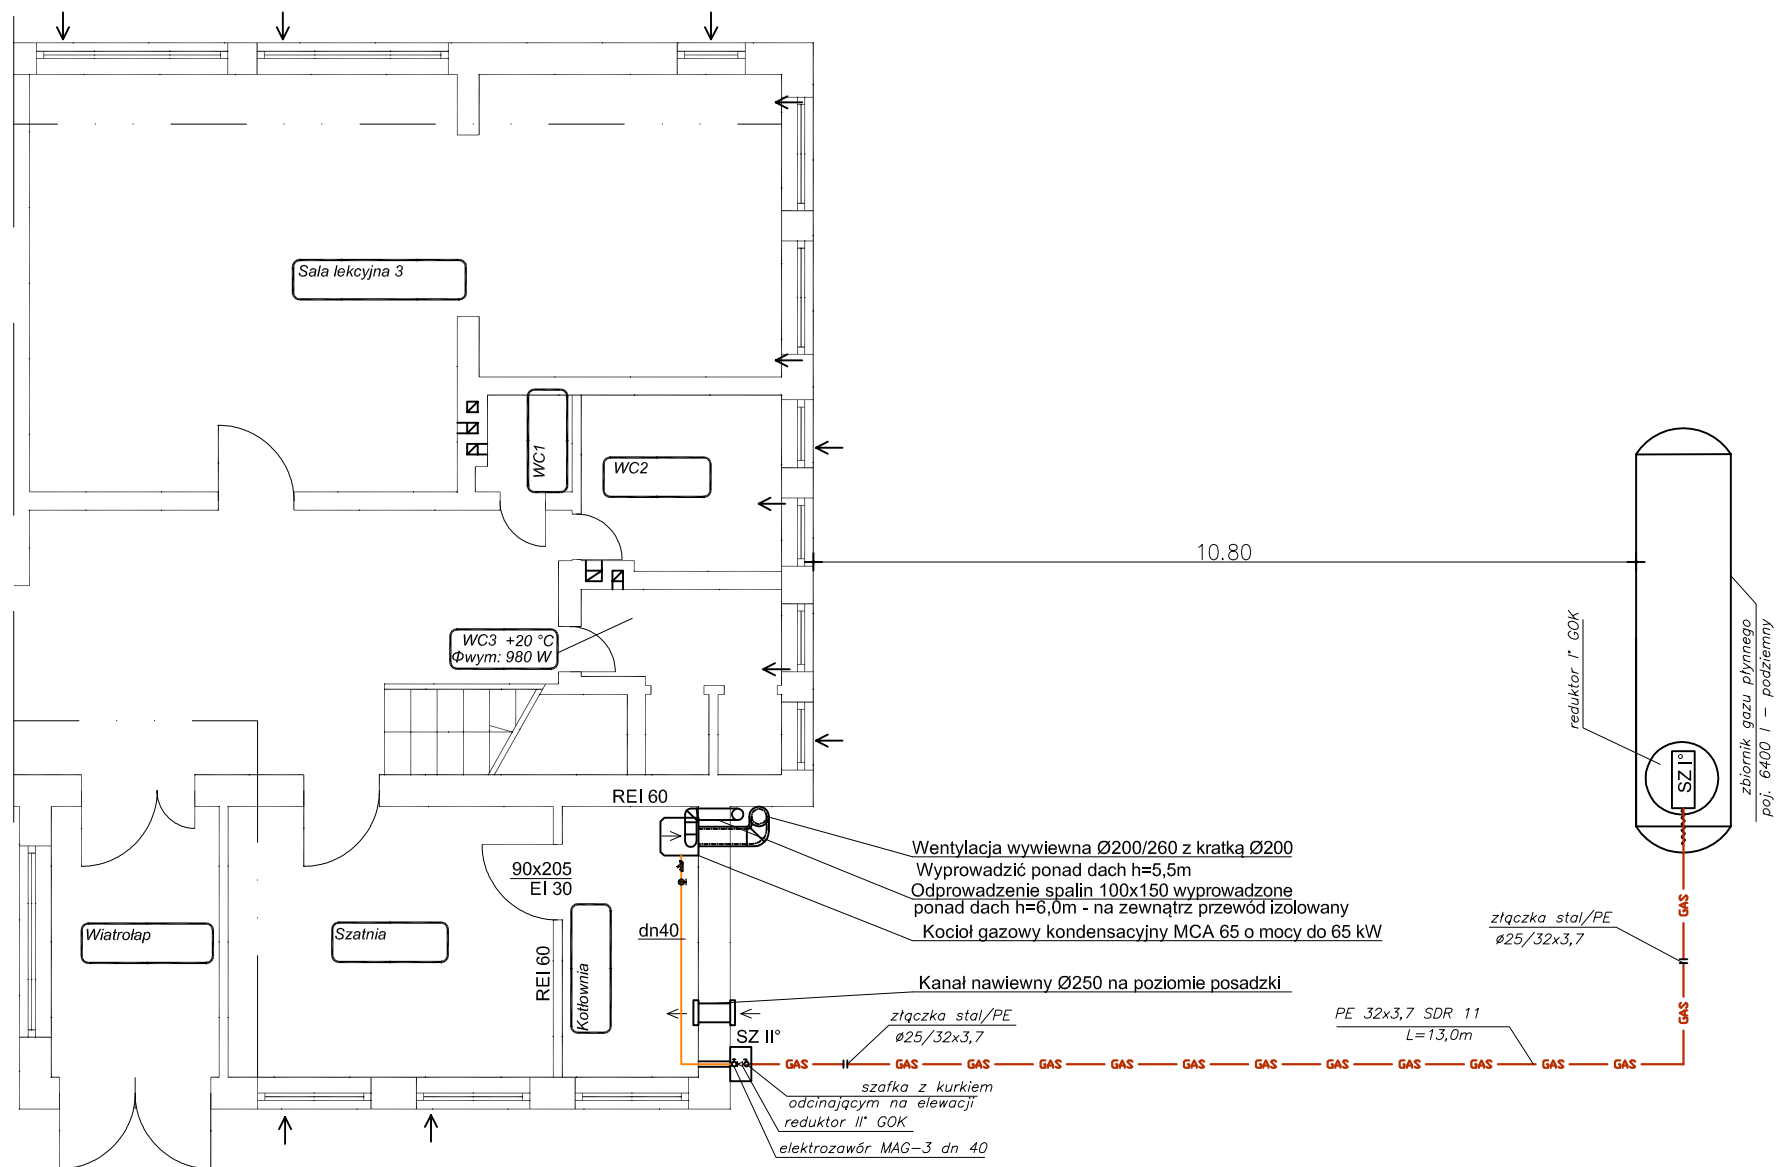 Sala lekcyjna 3
WC1
WC2
10.80
WC3 +20 °C
Φwym: 980 W
reduktor I° GOK
zbiornik gazu płynnego
poj. 6400 l – podziemny
SZ I°
REI 60
90x205
EI 30
Wentylacja wywiewna Ø200/260 z kratką Ø200
Wyprowadzić ponad dach h=5,5m
Odprowadzenie spalin 100x150 wyprowadzone
ponad dach h=6,0m - na zewnątrz przewód izolowany
Kocioł gazowy kondensacyjny MCA 65 o mocy do 65 kW
Wiatrołap
Szatnia
dn40
REI 60
Kotłownia
Kanał nawiewny Ø250 na poziomie posadzki
złączka stal/PE
ø25/32x3,7
GAS
GAS
złączka stal/PE
ø25/32x3,7
PE 32x3,7 SDR 11
L=13,0m
SZ II°
GAS GAS GAS GAS GAS GAS GAS GAS GAS GAS GAS GAS
szafka z kurkiem
odcinającym na elewacji
reduktor II° GOK
elektrozawór MAG–3 dn 40